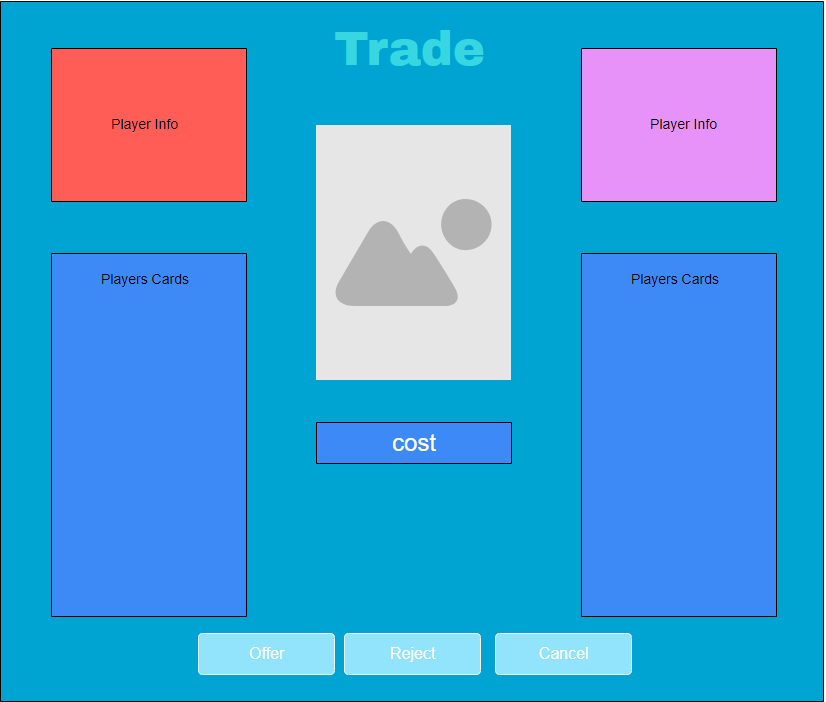 Trade
Player Info
Player Info
Players Cards
Players Cards
cost
Offer
Reject
Cancel